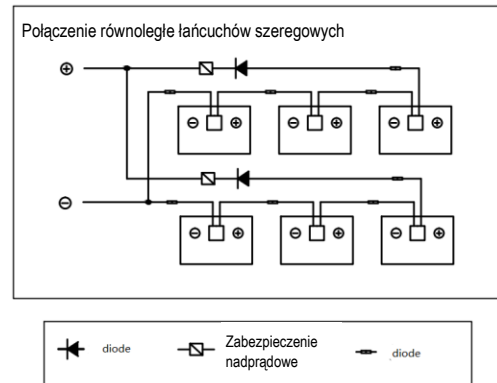 Połączenie równoległe łańcuchów szeregowych
diode
Zabezpieczenie
nadprądowe
diode